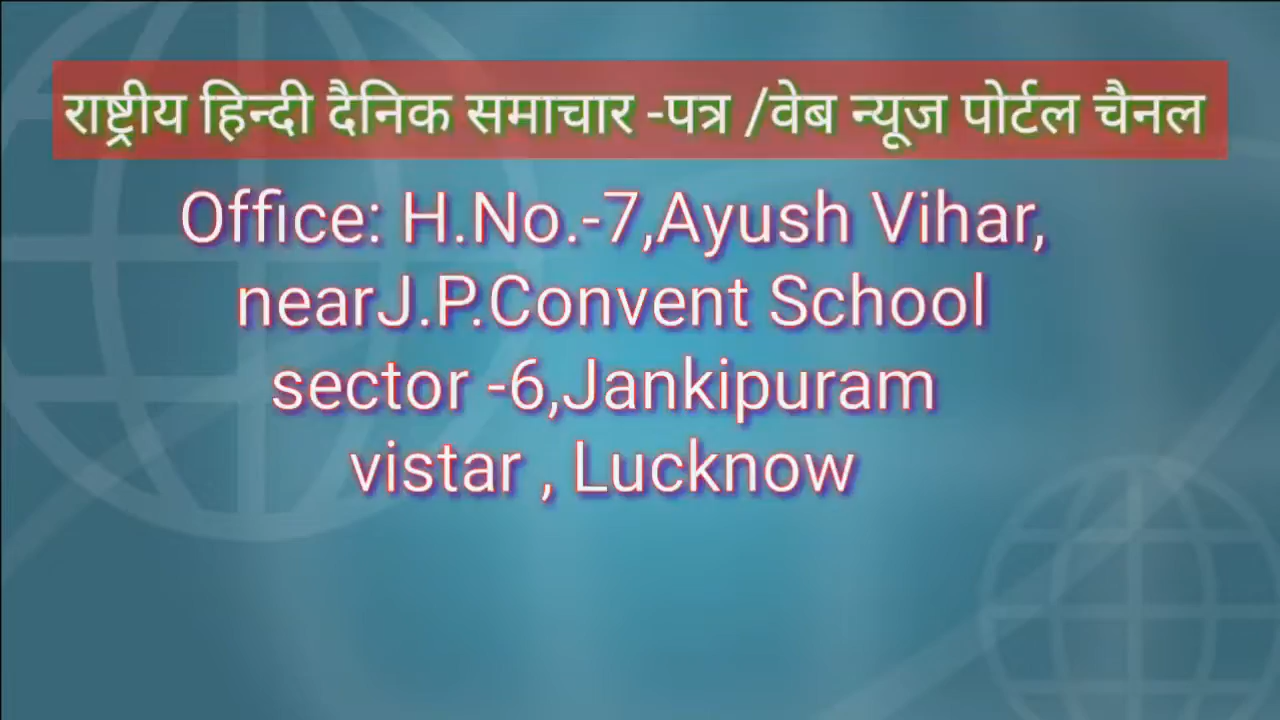 राष्ट्रीय हिन्दी दैनिक समाचार -पत्र /वेब न्यूज पोर्टल चैनल
Office: H.No.-7,Ayush Vihar,
nearJ.P.Convent School
sector -6,Jankipuram
vistar , Lucknow